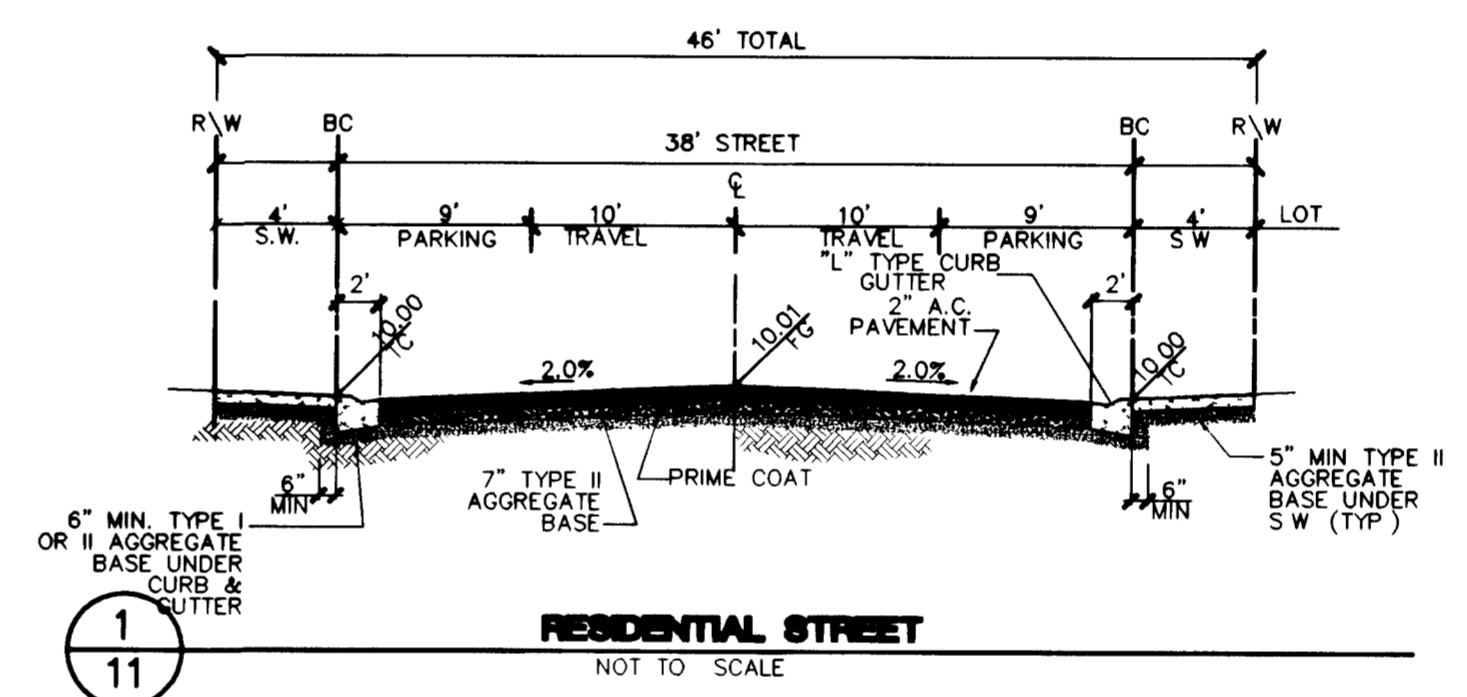 46' TOTAL
R\W
BC
38' STREET
BC
R\W
℄
4'
S.W.
9'
PARKING
10'
TRAVEL
10'
TRAVEL
9'
PARKING
4'
S W
LOT
"L" TYPE CURB
GUTTER
2" A.C.
PAVEMENT
2'
10.00
TC
10.01
FG
2'
10.00
TC
2.0%
2.0%
6"
MIN
6" MIN. TYPE I
OR II AGGREGATE
BASE UNDER
CURB &
GUTTER
7" TYPE II
AGGREGATE
BASE
PRIME COAT
6"
MIN
5" MIN TYPE II
AGGREGATE
BASE UNDER
S W (TYP )
1
11
RESIDENTIAL STREET
NOT TO SCALE